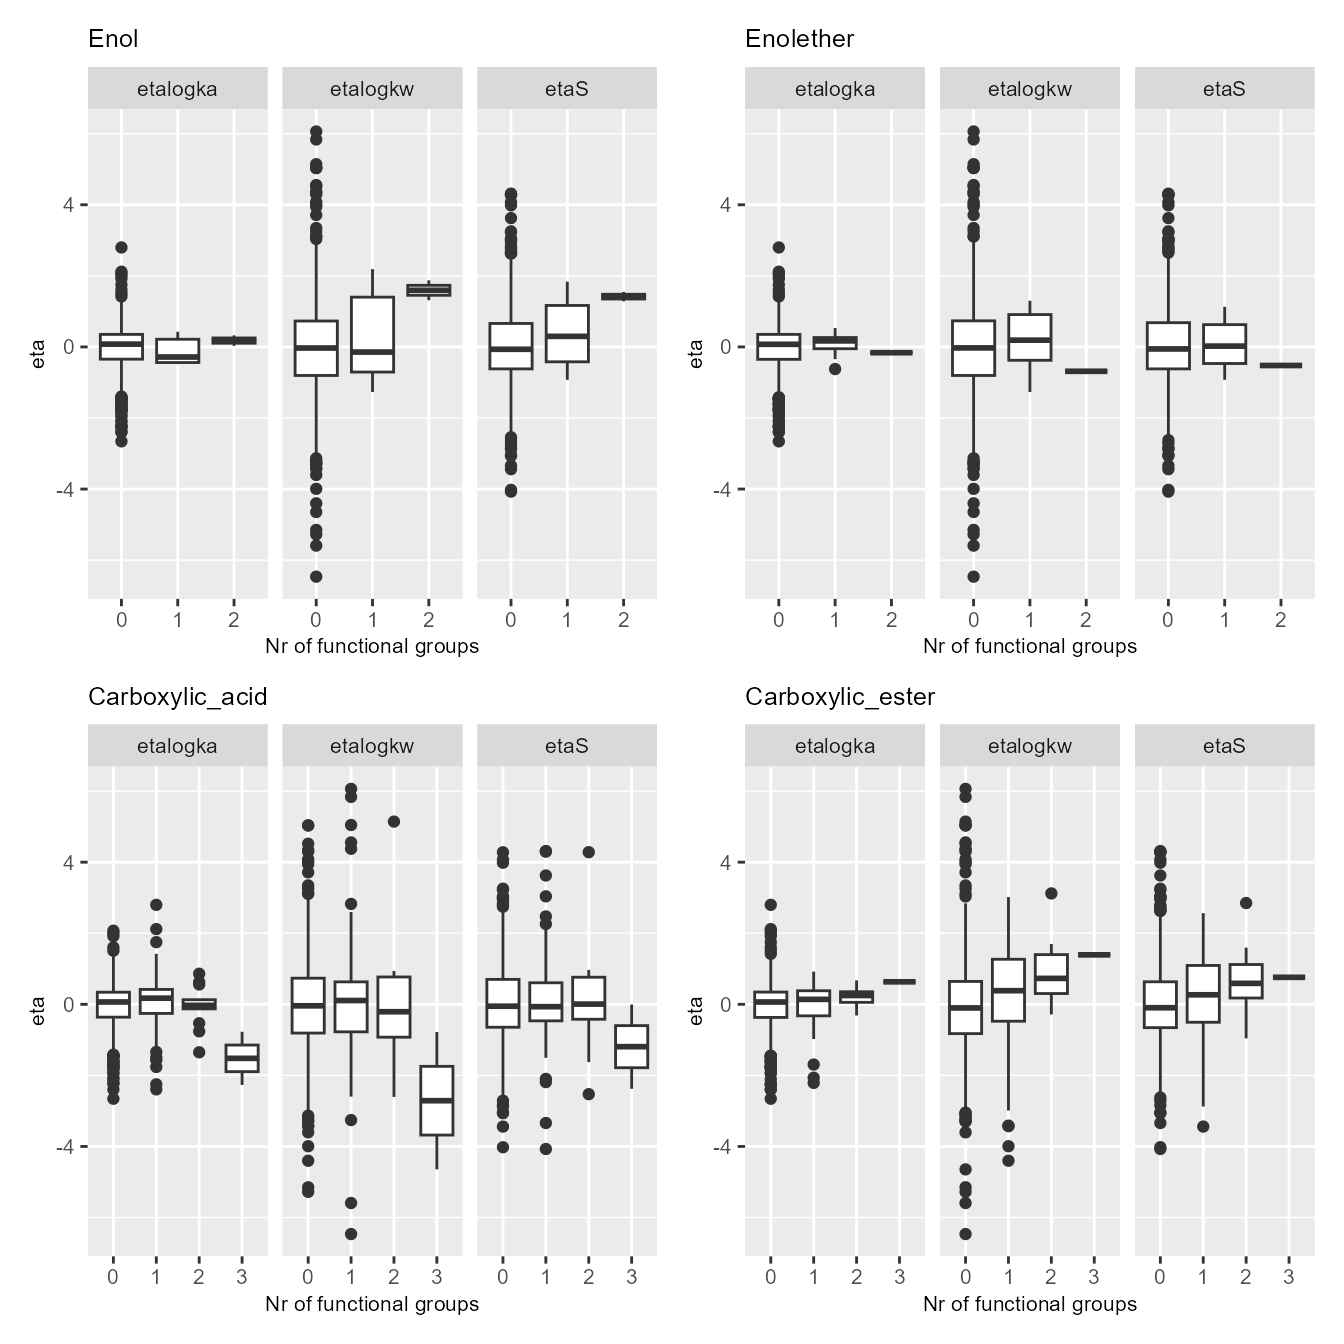 Enol
etalogka etalogkw etaS
4
0
-4
eta
0 1 2 0 1 2 0 1 2
Nr of functional groups
Enolether
etalogka etalogkw etaS
4
0
-4
eta
0 1 2 0 1 2 0 1 2
Nr of functional groups
Carboxylic_acid
etalogka etalogkw etaS
4
0
-4
eta
0 1 2 3 0 1 2 3 0 1 2 3
Nr of functional groups
Carboxylic_ester
etalogka etalogkw etaS
4
0
-4
eta
0 1 2 3 0 1 2 3 0 1 2 3
Nr of functional groups